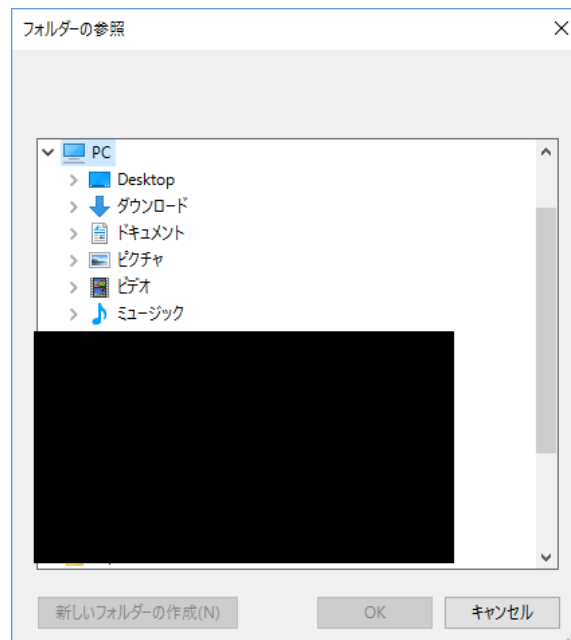 フォルダーの参照
PC
Desktop
ダウンロード
ドキュメント
ピクチャ
ビデオ
ミュージック
新しいフォルダーの作成(N)
OK
キャンセル